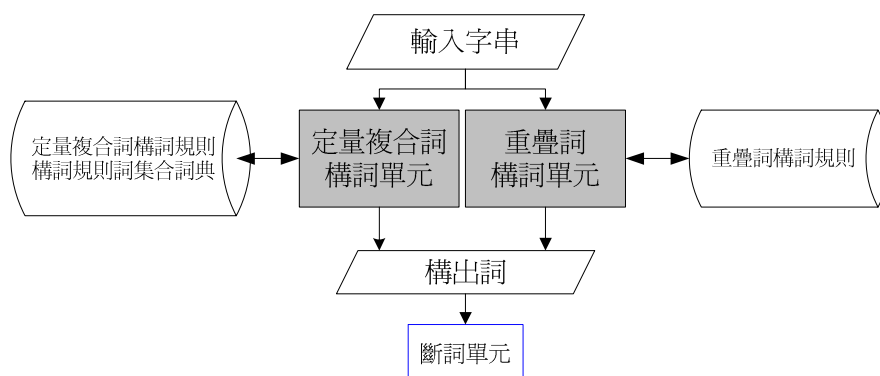 輸入字串
定量複合詞構詞規則
構詞規則詞集合詞典
定量複合詞
構詞單元
重疊詞
構詞單元
重疊詞構詞規則
構出詞
斷詞單元